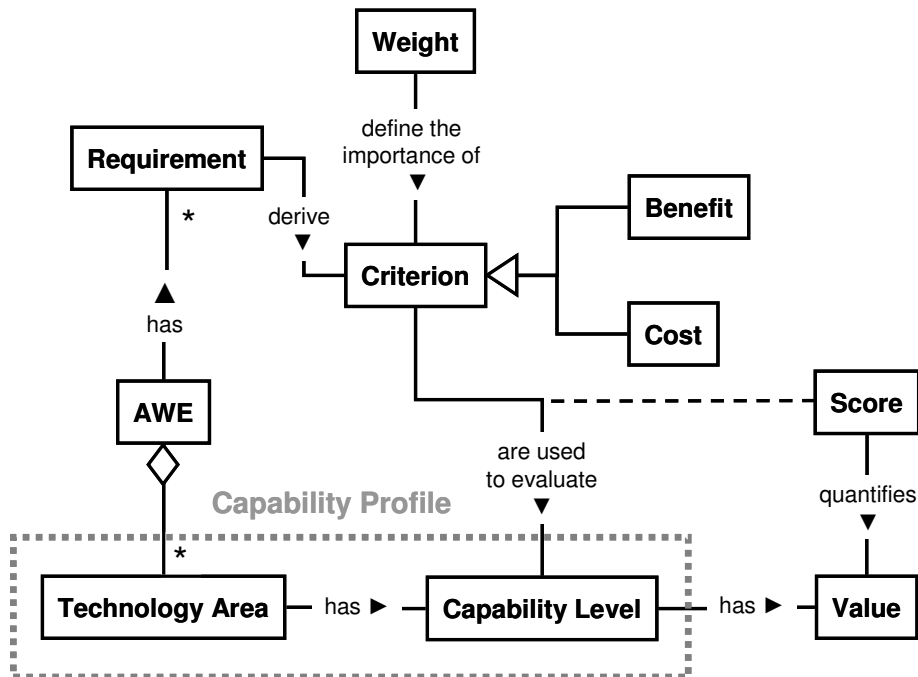 Weight
define the
importance of
Requirement
*
derive
Benefit
Criterion
has
Cost
AWE
Score
are used
to evaluate
Capability Profile
quantifies
*
Technology Area
has
Capability Level
has
Value